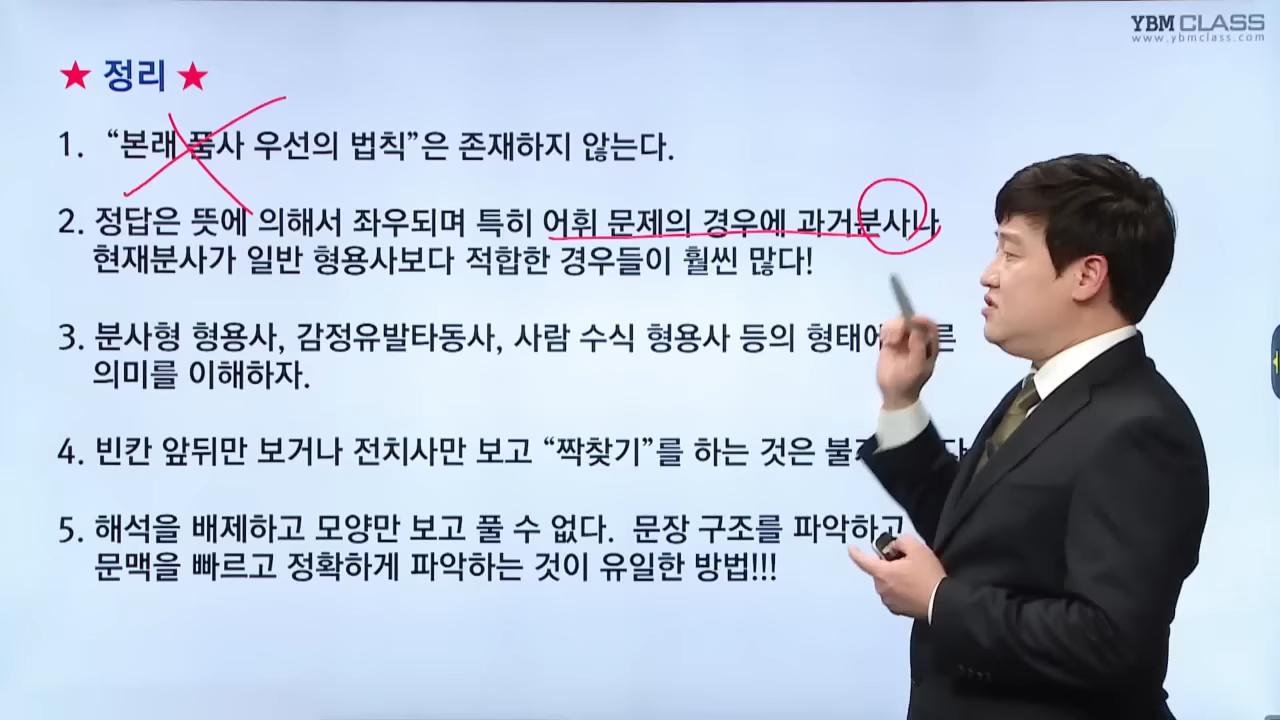 YBM CLASS
www.ybmclass.com
★ 정리 ★
1. “본래 품사 우선의 법칙”은 존재하지 않는다.
2. 정답은 뜻에 의해서 좌우되며 특히 어휘 문제의 경우에 과거분사나
현재분사가 일반 형용사보다 적합한 경우들이 훨씬 많다!
3. 분사형 형용사, 감정유발타동사, 사람 수식 형용사 등의 형태에
의미를 이해하자.
4. 빈칸 앞뒤만 보거나 전치사만 보고 “짝찾기”를 하는 것은
5. 해석을 배제하고 모양만 보고 풀 수 없다. 문장 구조를 파악하고
문맥을 빠르고 정확하게 파악하는 것이 유일한 방법!!!